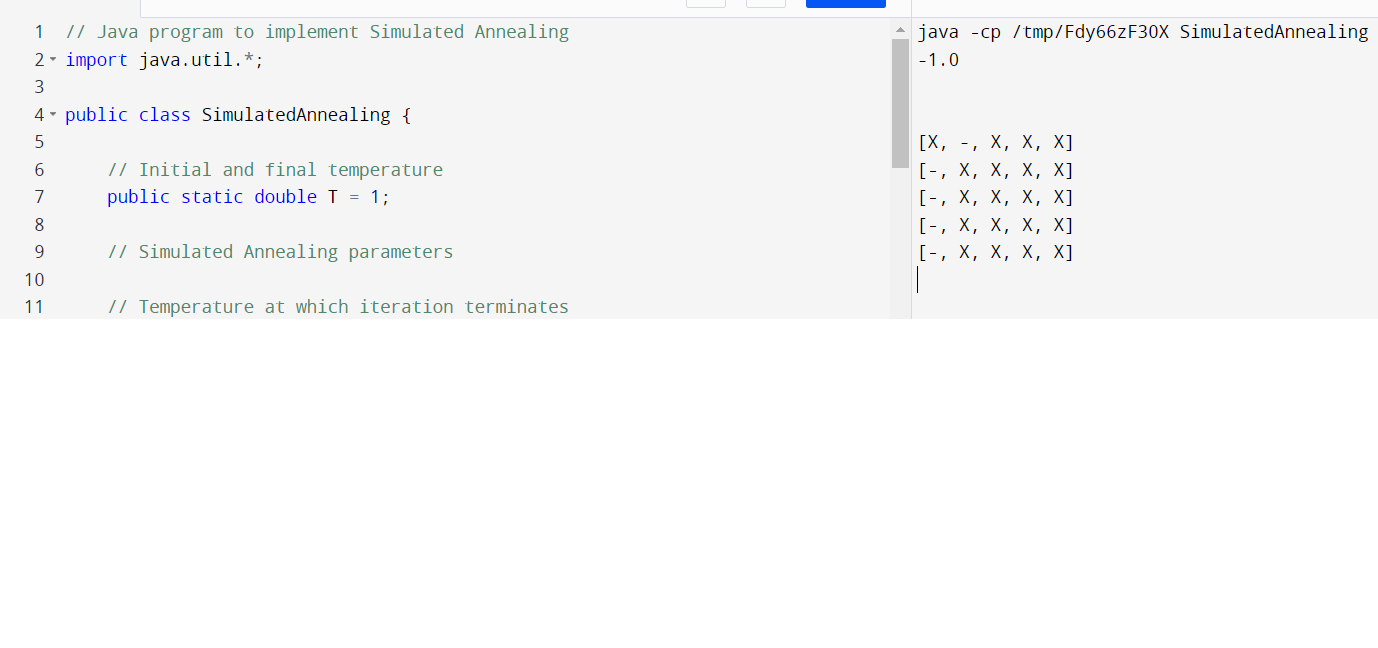 1 // Java program to implement Simulated Annealing
2 import java.util.*;
3
4 public class SimulatedAnnealing {
5
6 // Initial and final temperature
7 public static double T = 1;
8
9 // Simulated Annealing parameters
10
11 // Temperature at which iteration terminates
java -cp /tmp/Fdy66zF30X SimulatedAnnealing
-1.0
[X, -, X, X, X]
[-, X, X, X, X]
[-, X, X, X, X]
[-, X, X, X, X]
[-, X, X, X, X]